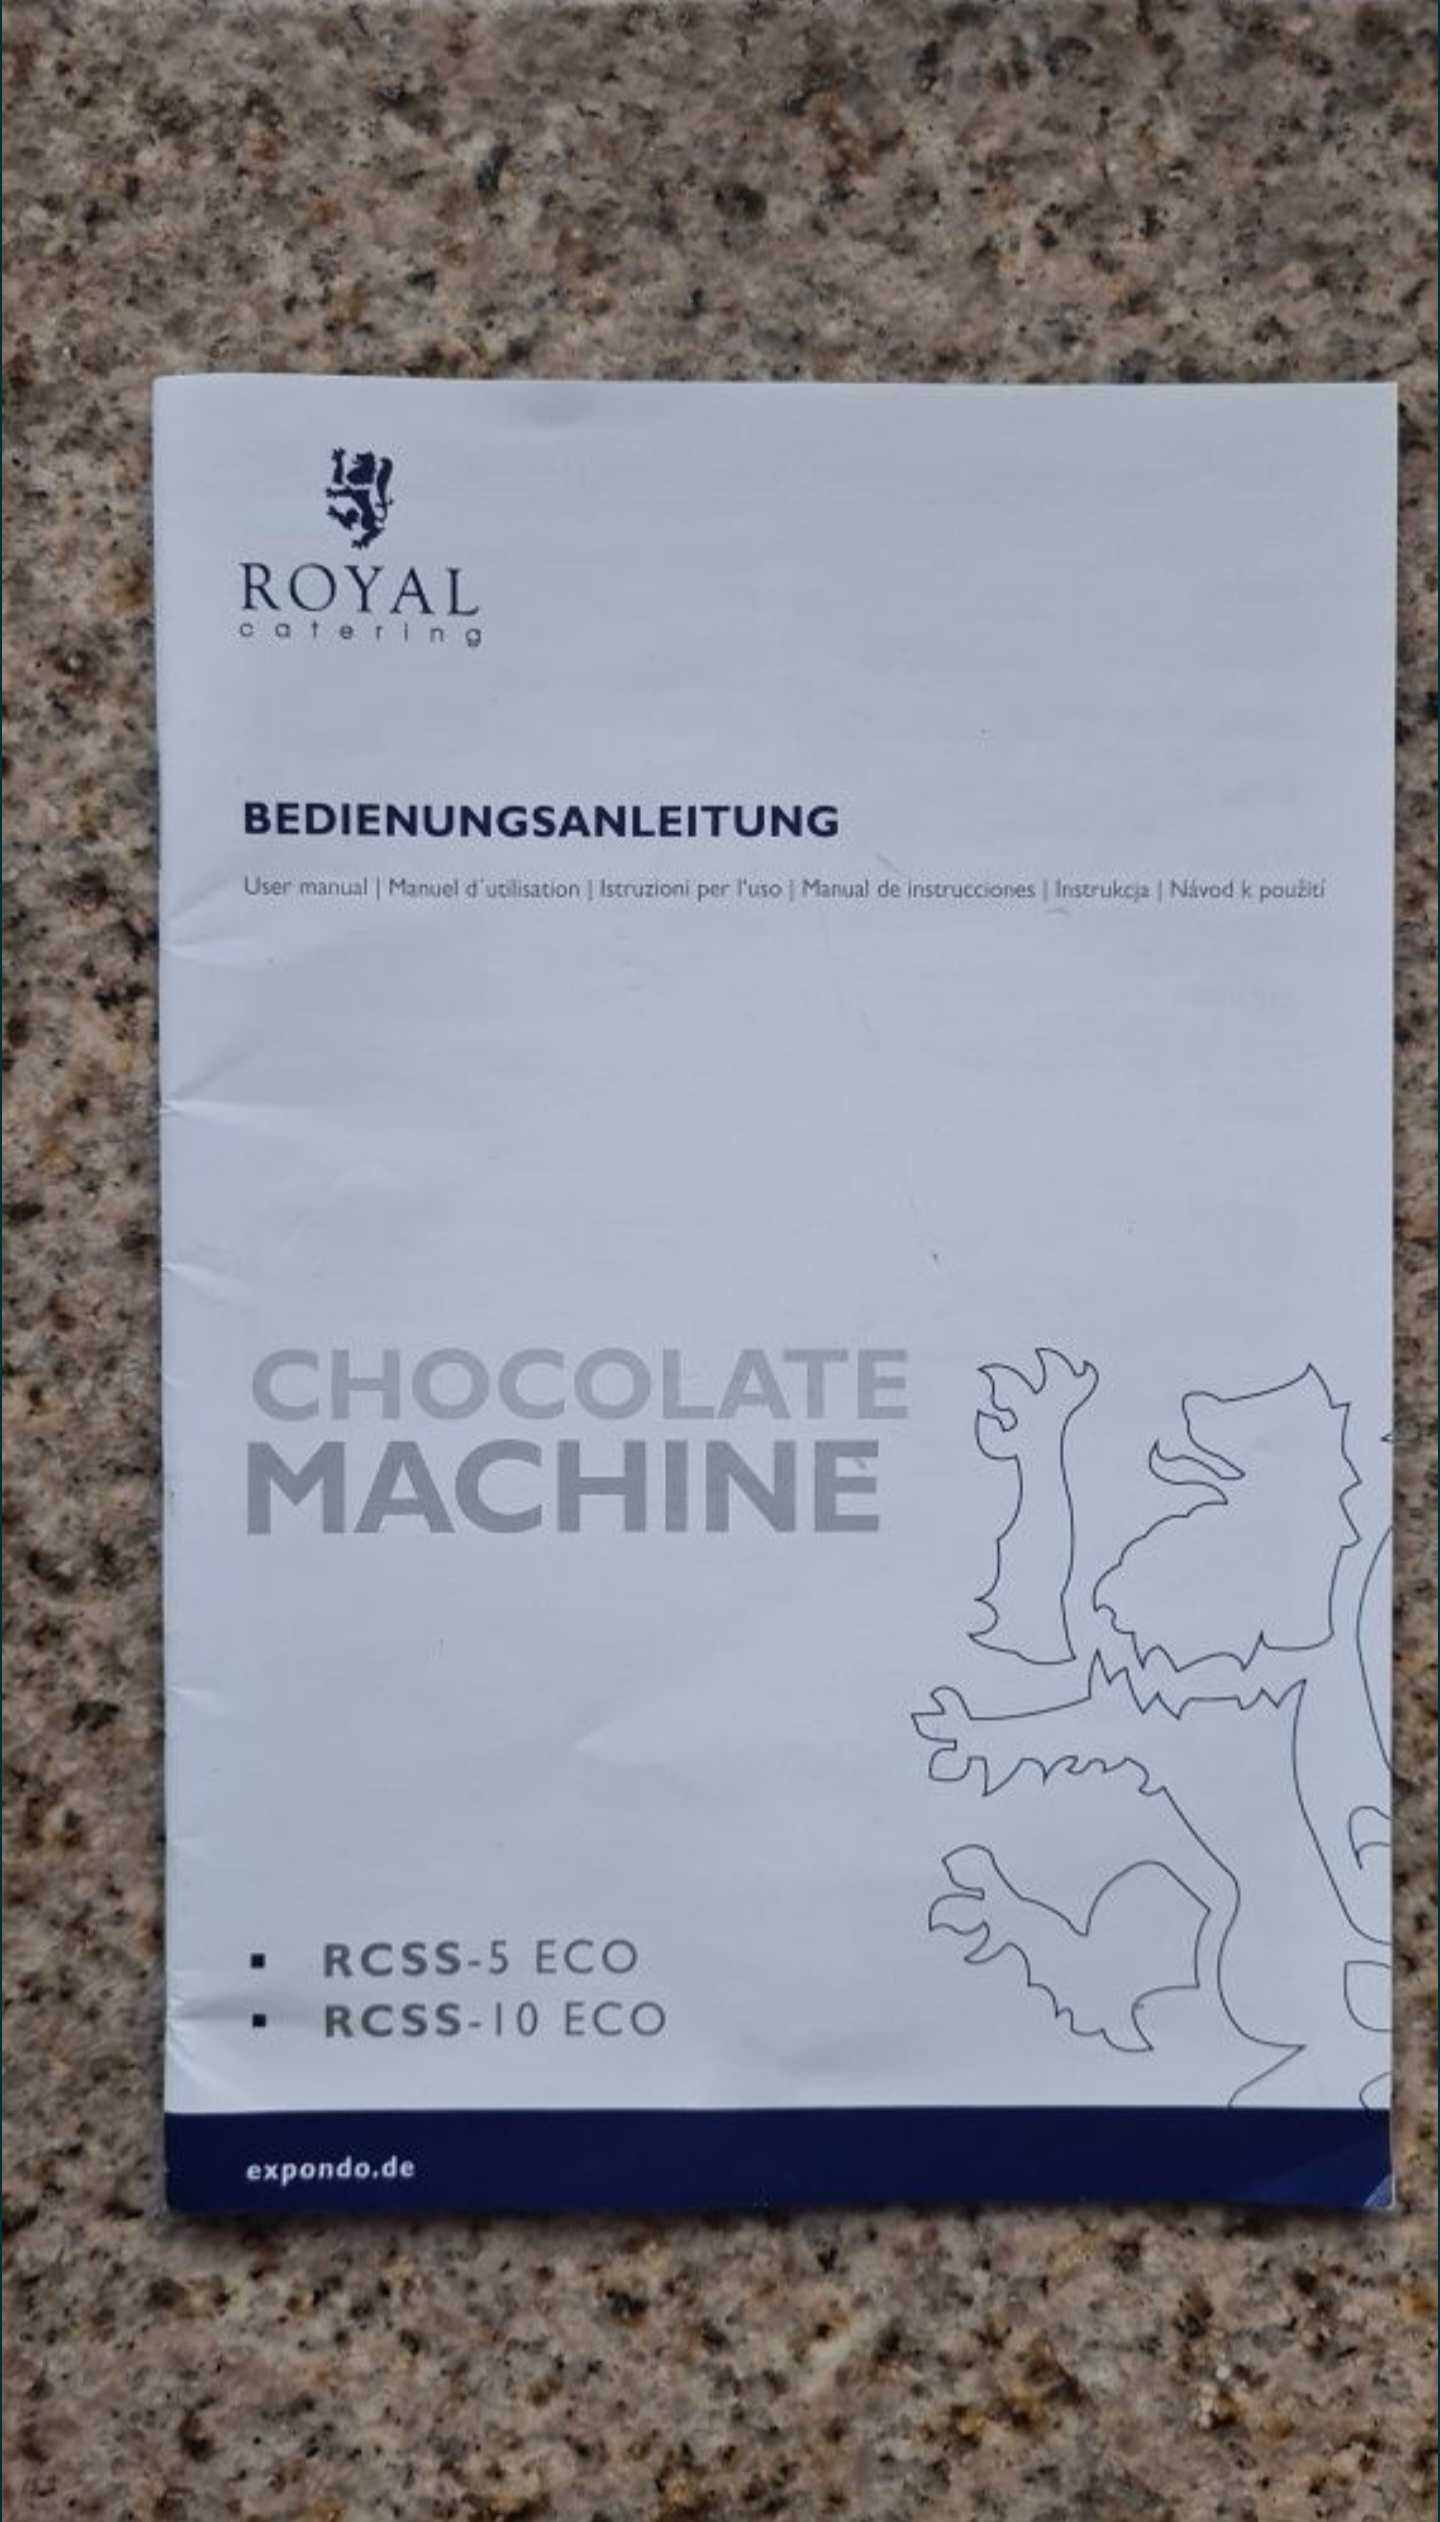 ROYAL
catering
BEDIENUNGSANLEITUNG
User manual | Manuel d´utilisation | Istruzioni per l'uso | Manual de instrucciones | Instrukcja | Návod k použití
CHOCOLATE
MACHINE
▪ RCSS-5 ECO
▪ RCSS-10 ECO
expondo.de